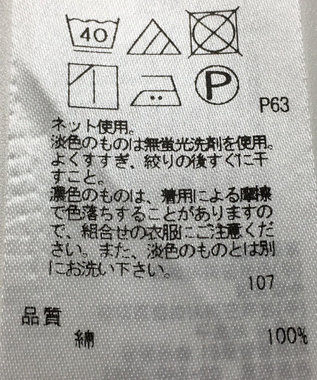 40
P
P63
ネット使用。
淡色のものは無蛍光洗剤を使用。
よくすすぎ、絞りの後すぐに干
すこと。
濃色のものは、着用による摩擦
で色落ちすることがありますの
で、組合せの衣服にご注意くだ
さい。また、淡色のものとは別
にお洗い下さい。
107
品質
綿 100%